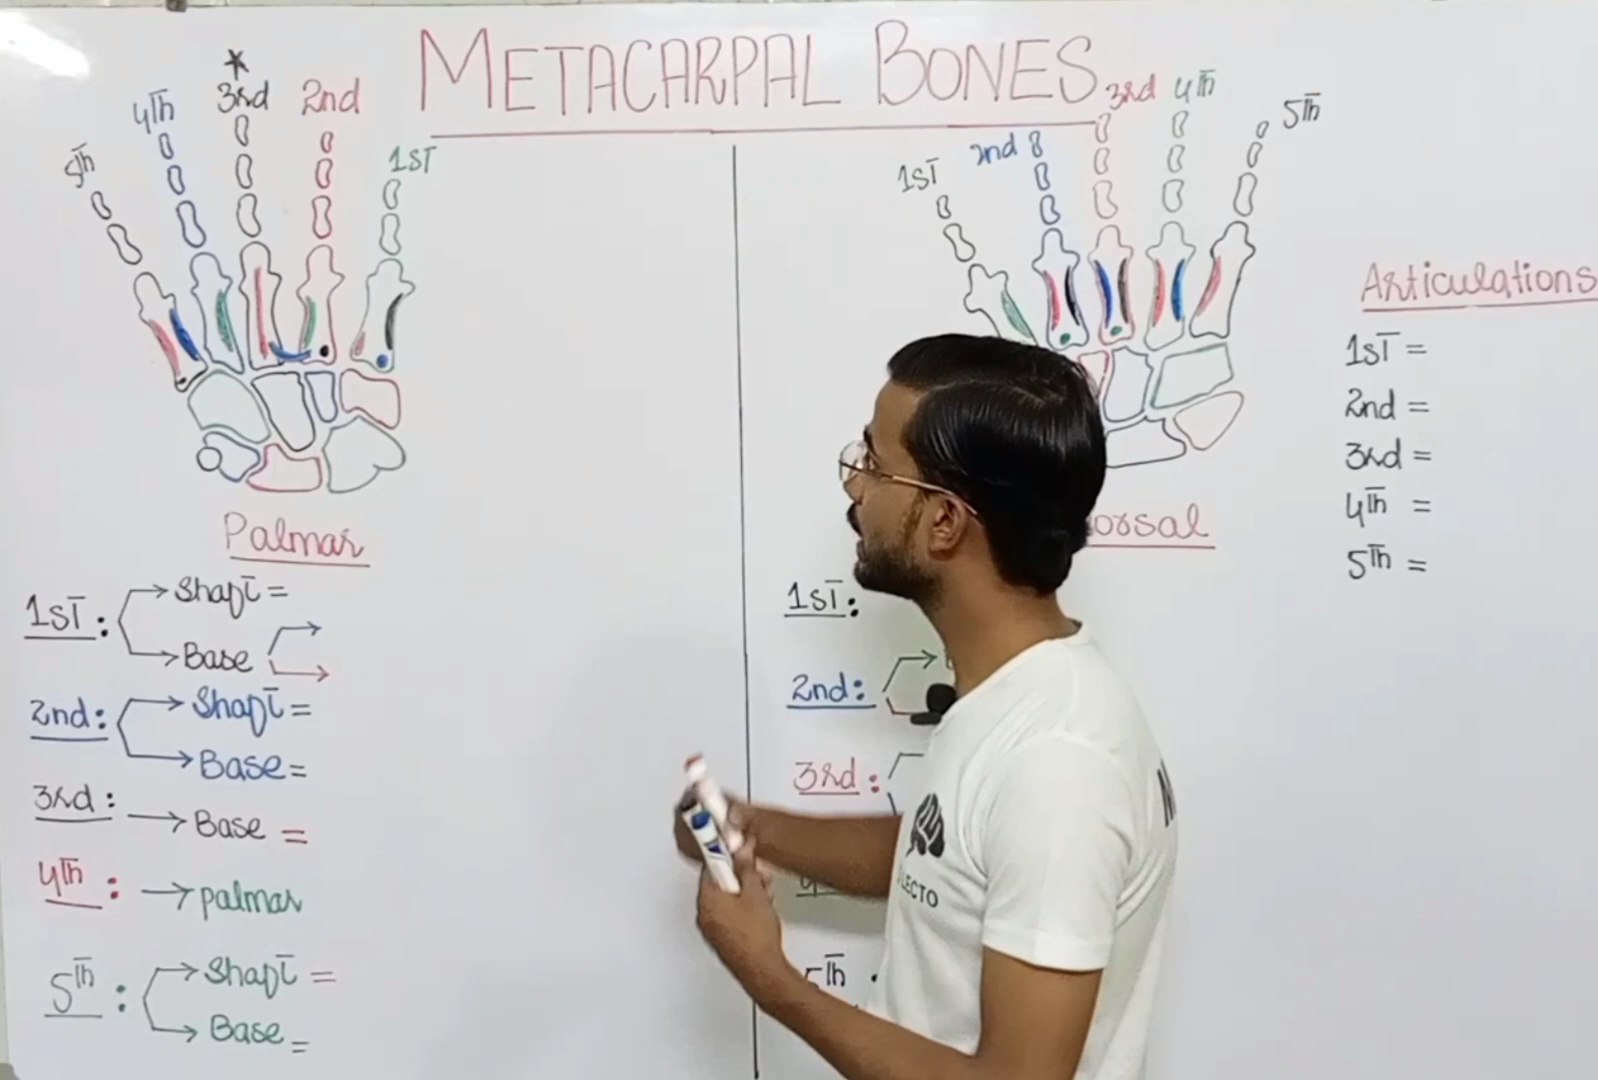 METACARPAL BONES
5th 4th 3rd 2nd 1st
1st 2nd 3rd 4th 5th
Palmar
1st: Shaft =
Base
2nd: Shaft =
Base =
3rd: Base =
4th: palmar
5th: Shaft =
Base =
1st:
2nd:
3rd:
5th
Articulations
1st =
2nd =
3rd =
4th =
5th =